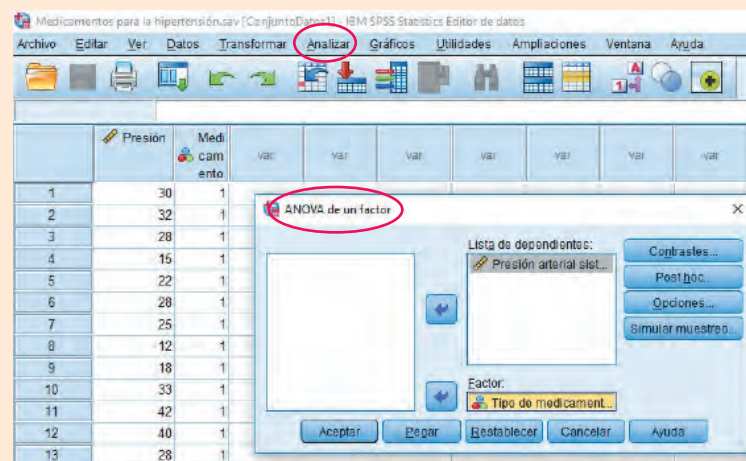 Medicamentos para la hipertensión.sav [ConjuntoDatos1] - IBM SPSS Statistics Editor de datos
Archivo Editar Ver Datos Transformar Analizar Gráficos Utilidades Ampliaciones Ventana Ayuda
Presión
Medi
cam
ento
var var var var var var var
1 30 1
2 32 1
3 28 1
4 15 1
5 22 1
6 28 1
7 25 1
8 12 1
9 18 1
10 33 1
11 42 1
12 40 1
13 28 1
ANOVA de un factor
Lista de dependientes:
Presión arterial sist...
Contrastes...
Post hoc...
Opciones...
Simular muestreo...
Factor:
Tipo de medicament...
Aceptar Pegar Restablecer Cancelar Ayuda